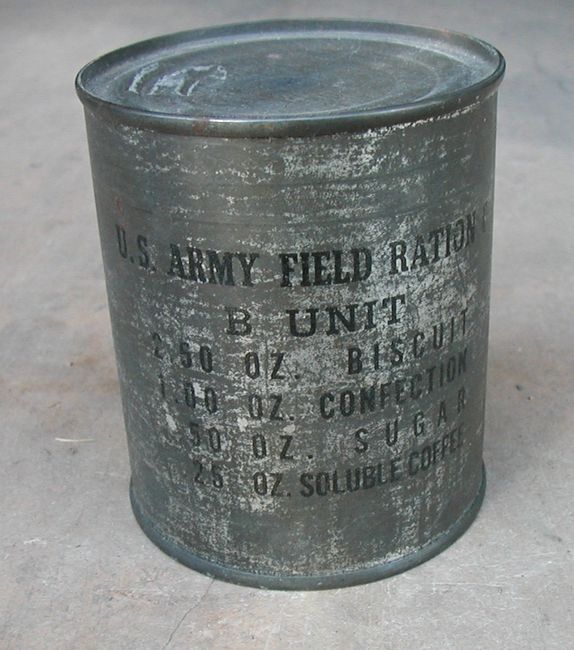 U.S. ARMY FIELD RATION
B UNIT
2.50 OZ. BISCUIT
1.00 OZ. CONFECTION
50 OZ. SUGAR
25 OZ. SOLUBLE COFFEE